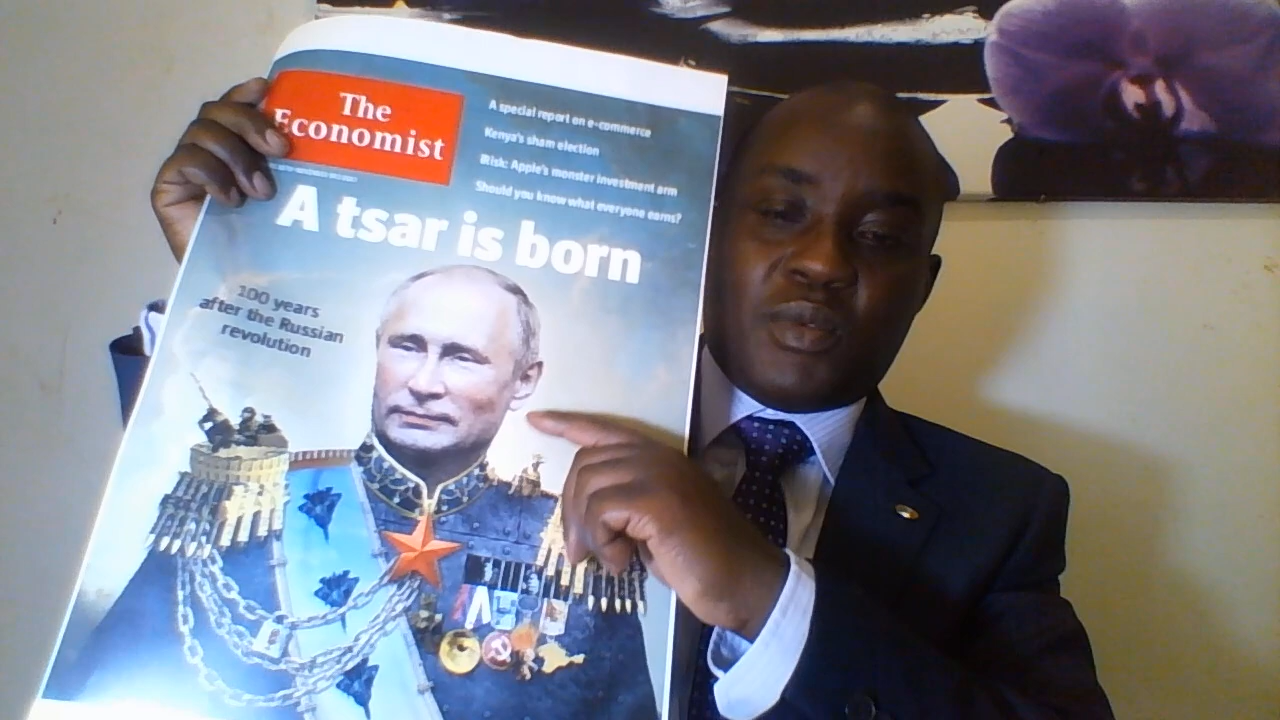 The
Economist
A special report on e-commerce
Kenya's sham election
Brisk: Apple's monster investment arm
Should you know what everyone earns?
A tsar is born
100 years
after the Russian
revolution